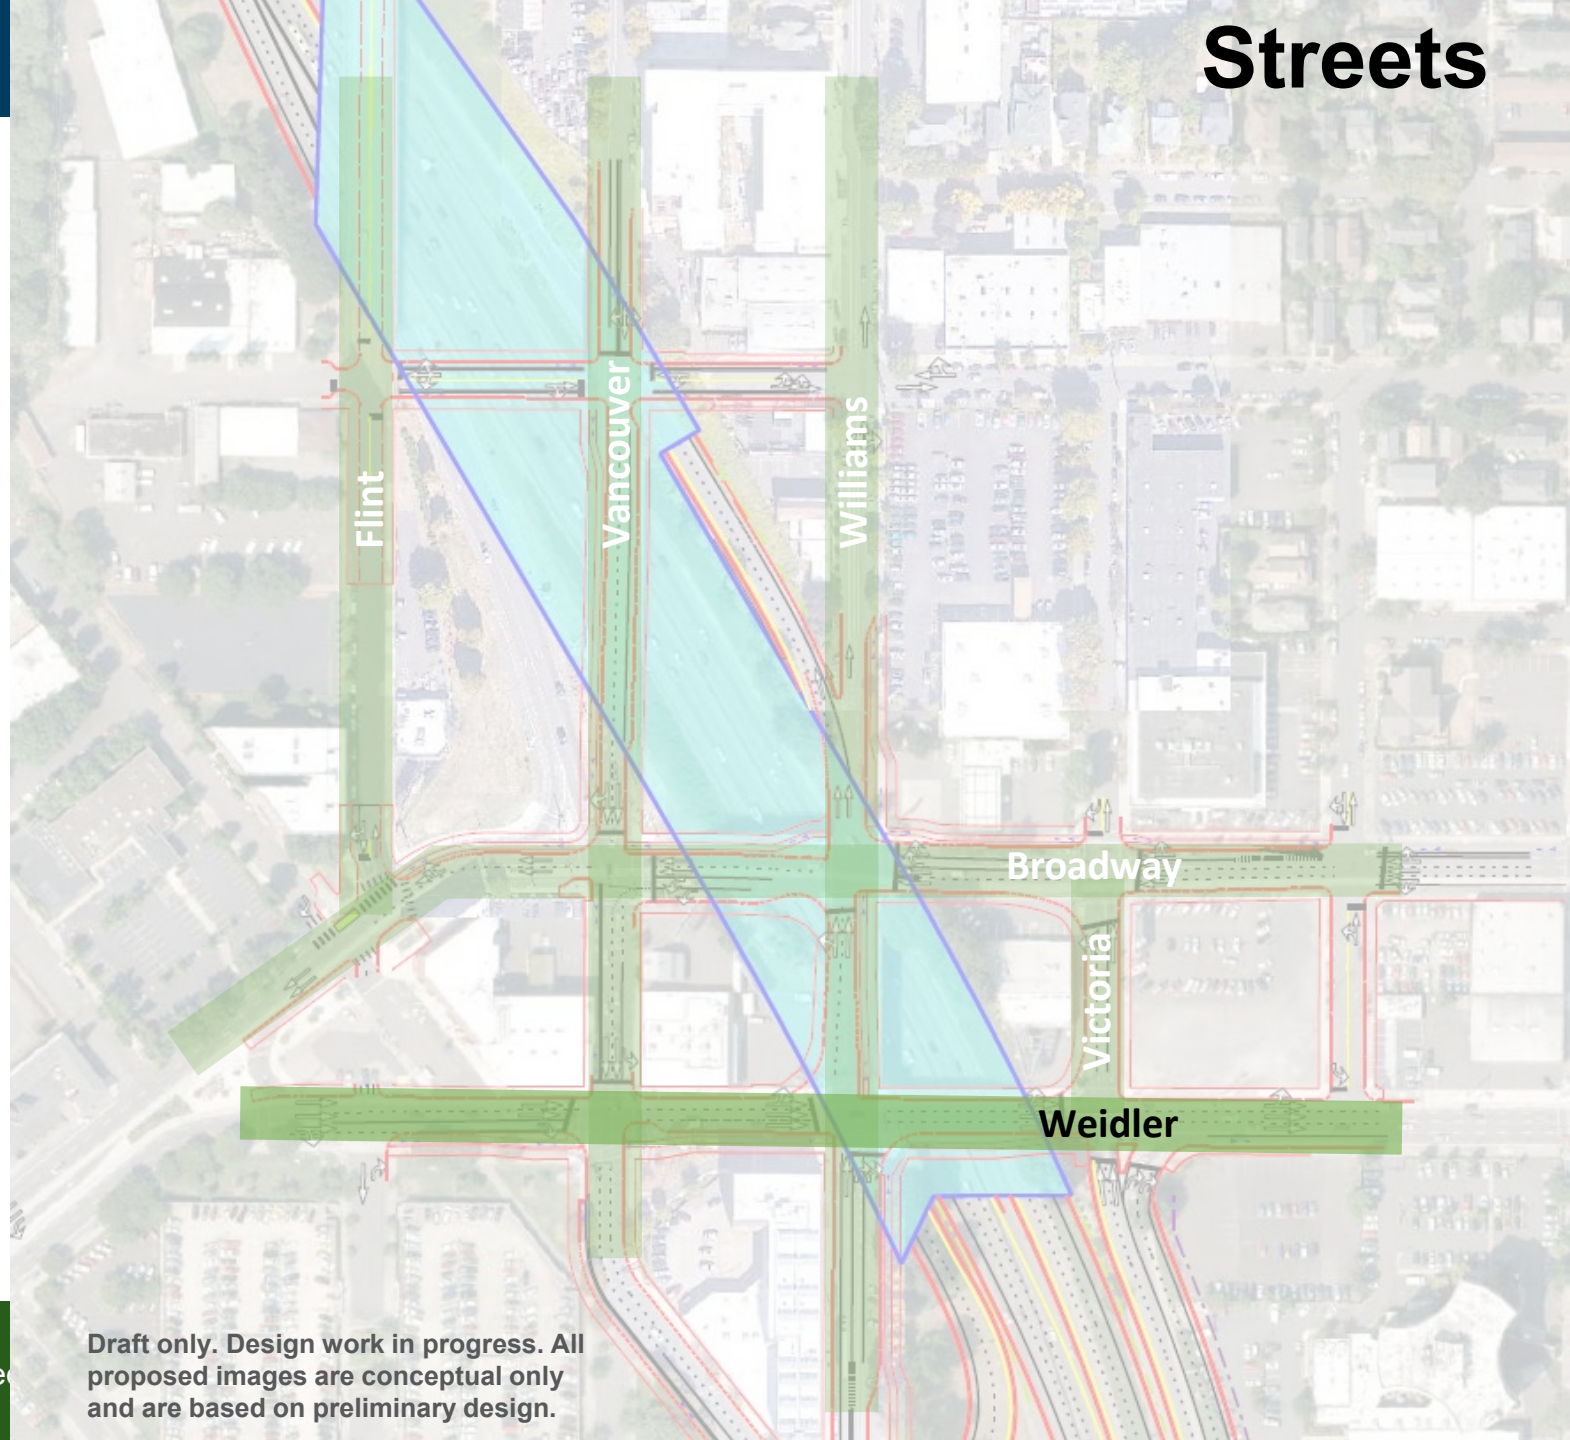 Streets
Flint
Vancouver
Williams
Broadway
Victoria
Weidler
Draft only. Design work in progress. All
proposed images are conceptual only
and are based on preliminary design.